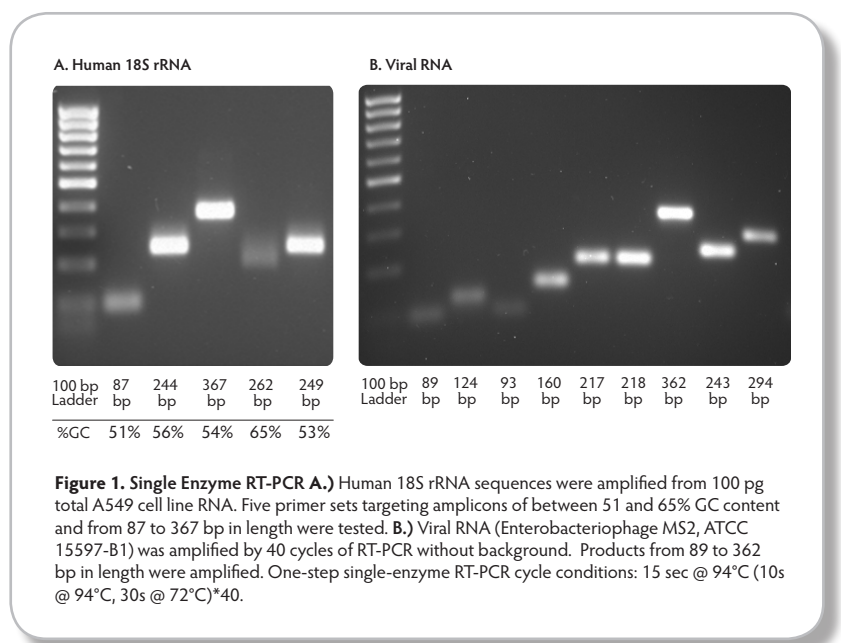 A. Human 18S rRNA
B. Viral RNA
100 bp 87 244 367 262 249
Ladder bp bp bp bp bp
%GC 51% 56% 54% 65% 53%
100 bp 89 124 93 160 217 218 362 243 294
Ladder bp bp bp bp bp bp bp bp bp
Figure 1. Single Enzyme RT-PCR A.) Human 18S rRNA sequences were amplified from 100 pg
total A549 cell line RNA. Five primer sets targeting amplicons of between 51 and 65% GC content
and from 87 to 367 bp in length were tested. B.) Viral RNA (Enterobacteriophage MS2, ATCC
15597-B1) was amplified by 40 cycles of RT-PCR without background. Products from 89 to 362
bp in length were amplified. One-step single-enzyme RT-PCR cycle conditions: 15 sec @ 94°C (10s
@ 94°C, 30s @ 72°C)*40.